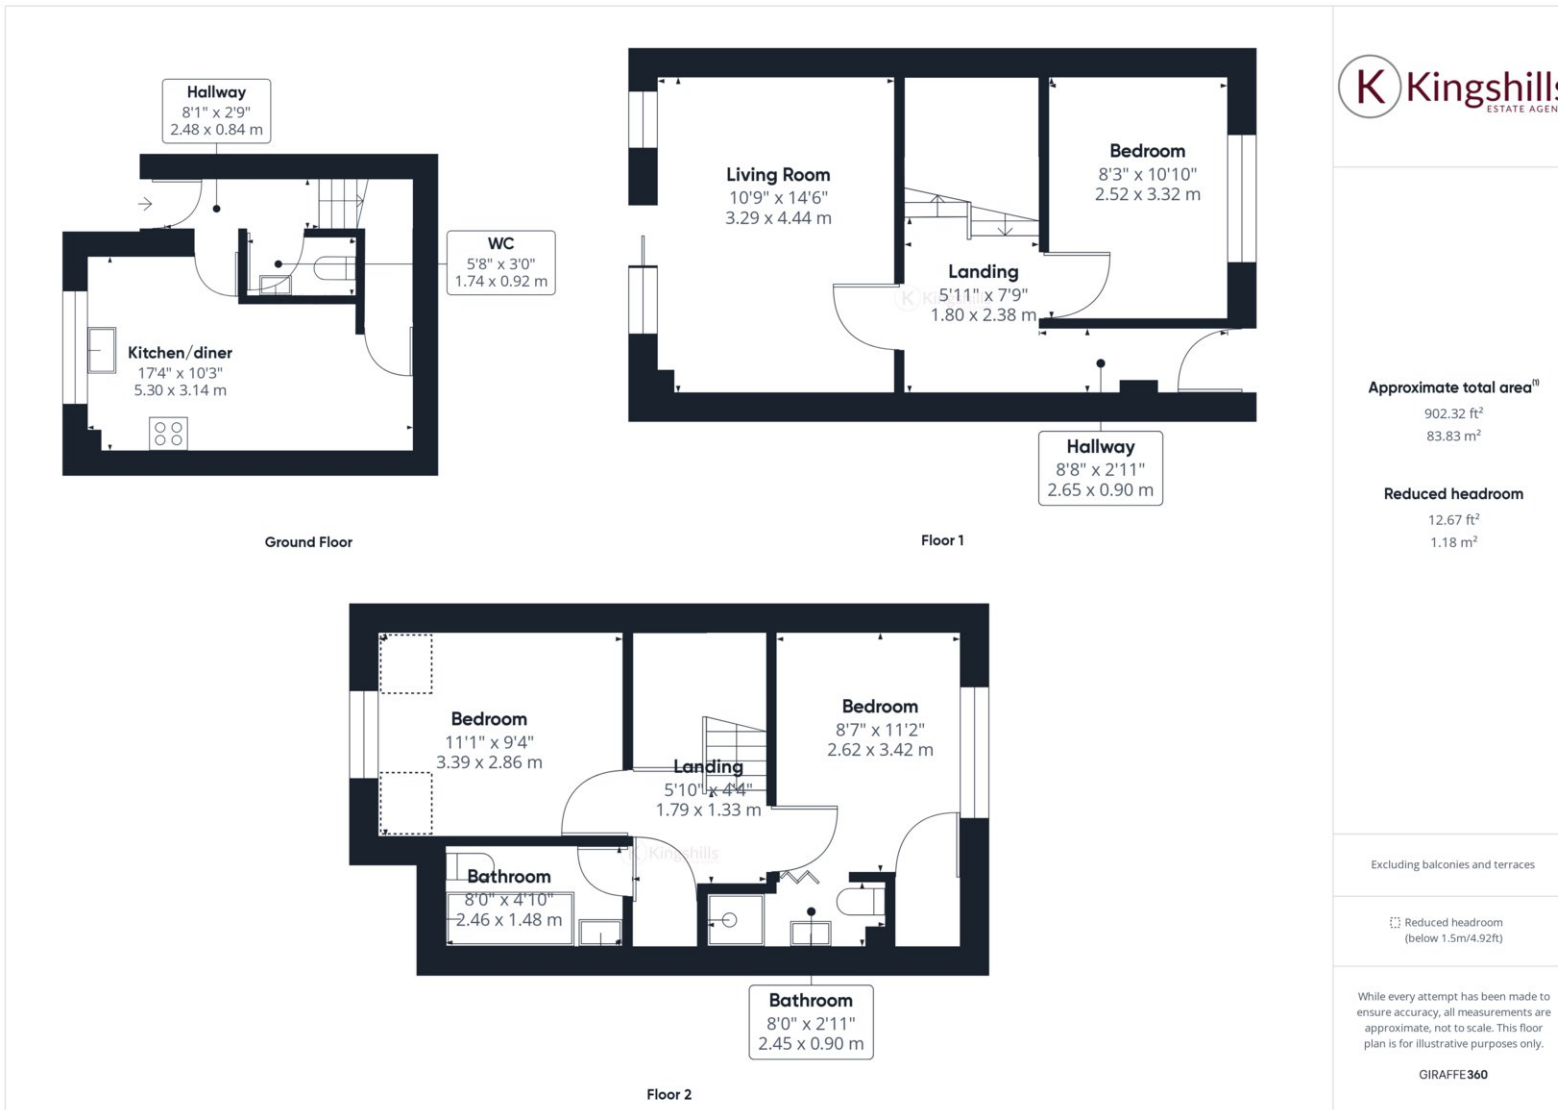 Hallway
8'1" x 2'9"
2.48 x 0.84 m
WC
5'8" x 3'0"
1.74 x 0.92 m
Kitchen/diner
17'4" x 10'3"
5.30 x 3.14 m
Ground Floor
Living Room
10'9" x 14'6"
3.29 x 4.44 m
Bedroom
8'3" x 10'10"
2.52 x 3.32 m
Landing
5'11" x 7'9"
1.80 x 2.38 m
K Kingshills
Hallway
8'8" x 2'11"
2.65 x 0.90 m
Floor 1
Bedroom
11'1" x 9'4"
3.39 x 2.86 m
Landing
5'10" x 4'4"
1.79 x 1.33 m
Bedroom
8'7" x 11'2"
2.62 x 3.42 m
K Kingshills
Bathroom
8'0" x 4'10"
2.46 x 1.48 m
Bathroom
8'0" x 2'11"
2.45 x 0.90 m
Floor 2
K Kingshills
ESTATE AGEN
Approximate total area(1)
902.32 ft²
83.83 m²
Reduced headroom
12.67 ft²
1.18 m²
Excluding balconies and terraces
Reduced headroom
(below 1.5m/4.92ft)
While every attempt has been made to
ensure accuracy, all measurements are
approximate, not to scale. This floor
plan is for illustrative purposes only.
GIRAFFE360